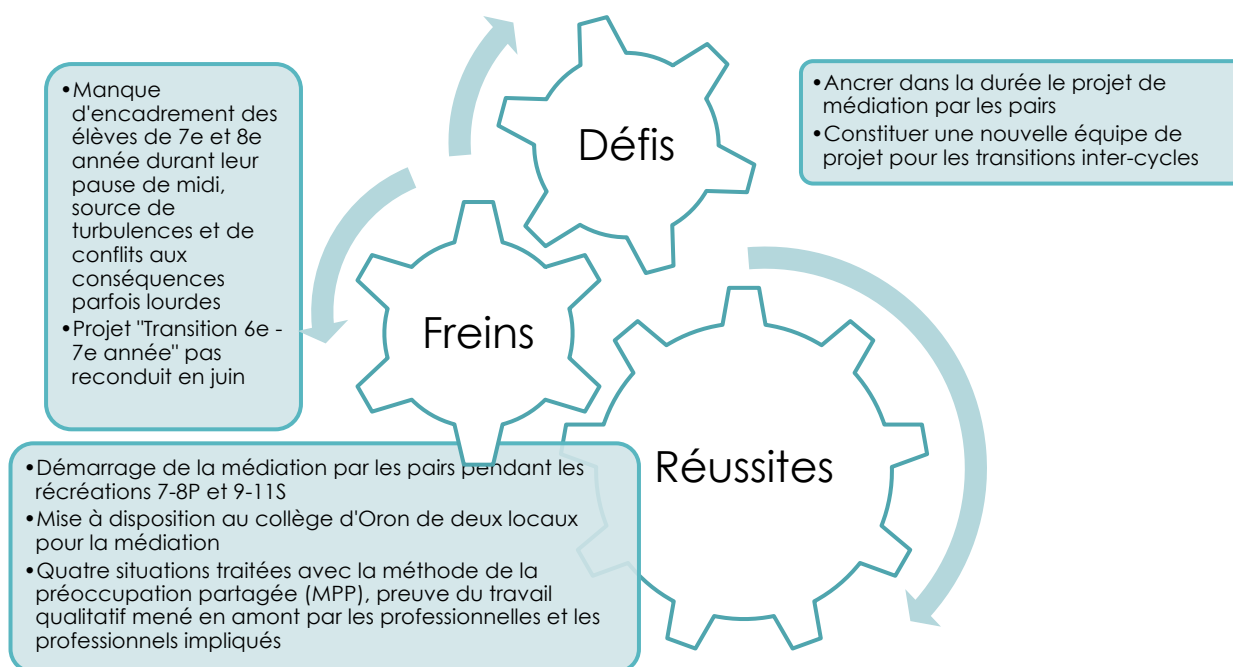 Défis
•Ancrer dans la durée le projet de
médiation par les pairs
•Constituer une nouvelle équipe de
projet pour les transitions inter-cycles
•Manque
d'encadrement des
élèves de 7e et 8e
année durant leur
pause de midi,
source de
turbulences et de
conflits aux
conséquences
parfois lourdes
•Projet "Transition 6e -
7e année" pas
reconduit en juin
Freins
Réussites
•Démarrage de la médiation par les pairs pendant les
récréations 7-8P et 9-11S
•Mise à disposition au collège d'Oron de deux locaux
pour la médiation
•Quatre situations traitées avec la méthode de la
préoccupation partagée (MPP), preuve du travail
qualitatif mené en amont par les professionnelles et les
professionnels impliqués